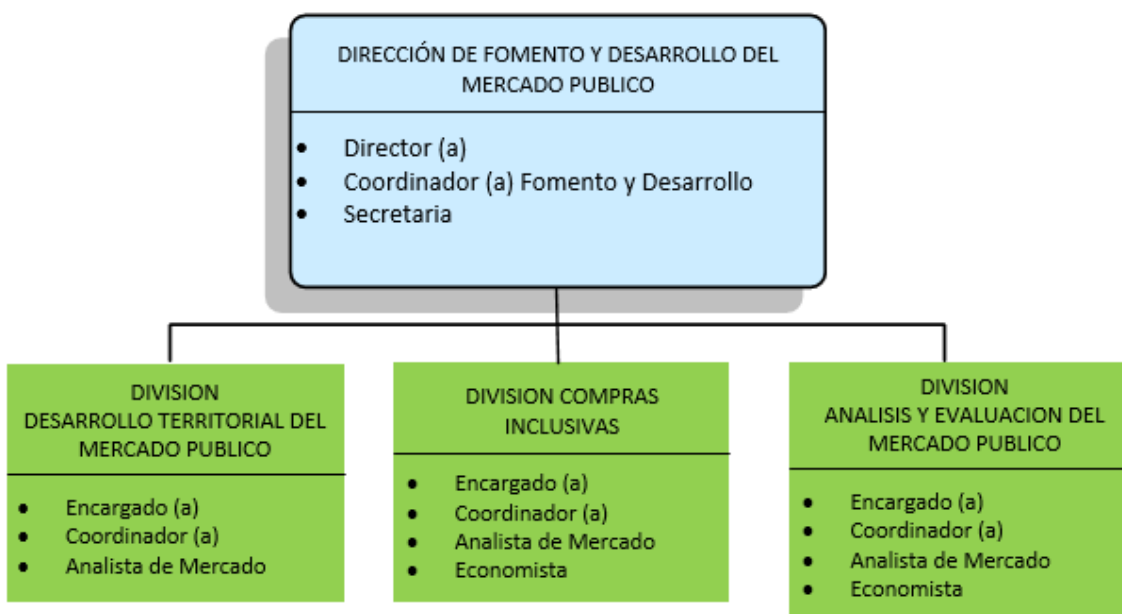 DIRECCIÓN DE FOMENTO Y DESARROLLO DEL
MERCADO PUBLICO
• Director (a)
• Coordinador (a) Fomento y Desarrollo
• Secretaria
DIVISION
DESARROLLO TERRITORIAL DEL
MERCADO PUBLICO
• Encargado (a)
• Coordinador (a)
• Analista de Mercado
DIVISION COMPRAS
INCLUSIVAS
• Encargado (a)
• Coordinador (a)
• Analista de Mercado
• Economista
DIVISION
ANALISIS Y EVALUACION DEL
MERCADO PUBLICO
• Encargado (a)
• Coordinador (a)
• Analista de Mercado
• Economista